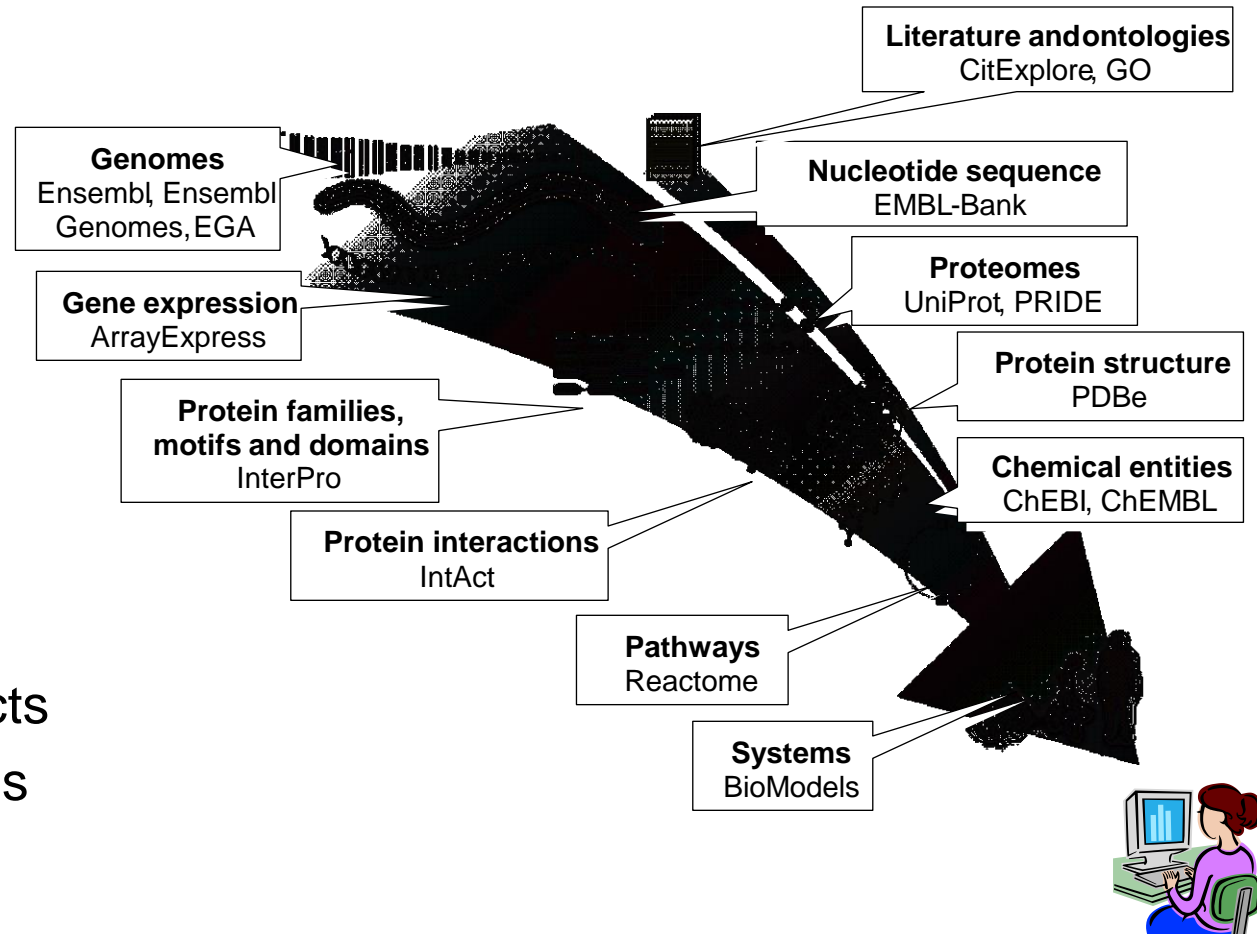 Literature andontologies
CitExplore, GO
Genomes
Ensembl, Ensembl
Genomes, EGA
Nucleotide sequence
EMBL-Bank
Proteomes
UniProt, PRIDE
Gene expression
ArrayExpress
Protein structure
PDBe
Protein families,
motifs and domains
InterPro
Chemical entities
ChEBI, ChEMBL
Protein interactions
IntAct
Pathways
Reactome
cts
s
Systems
BioModels